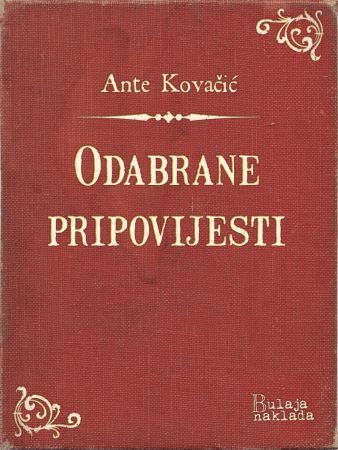 Ante Kovačić
ODABRANE
PRIPOVIJESTI
Bulaja
naklada